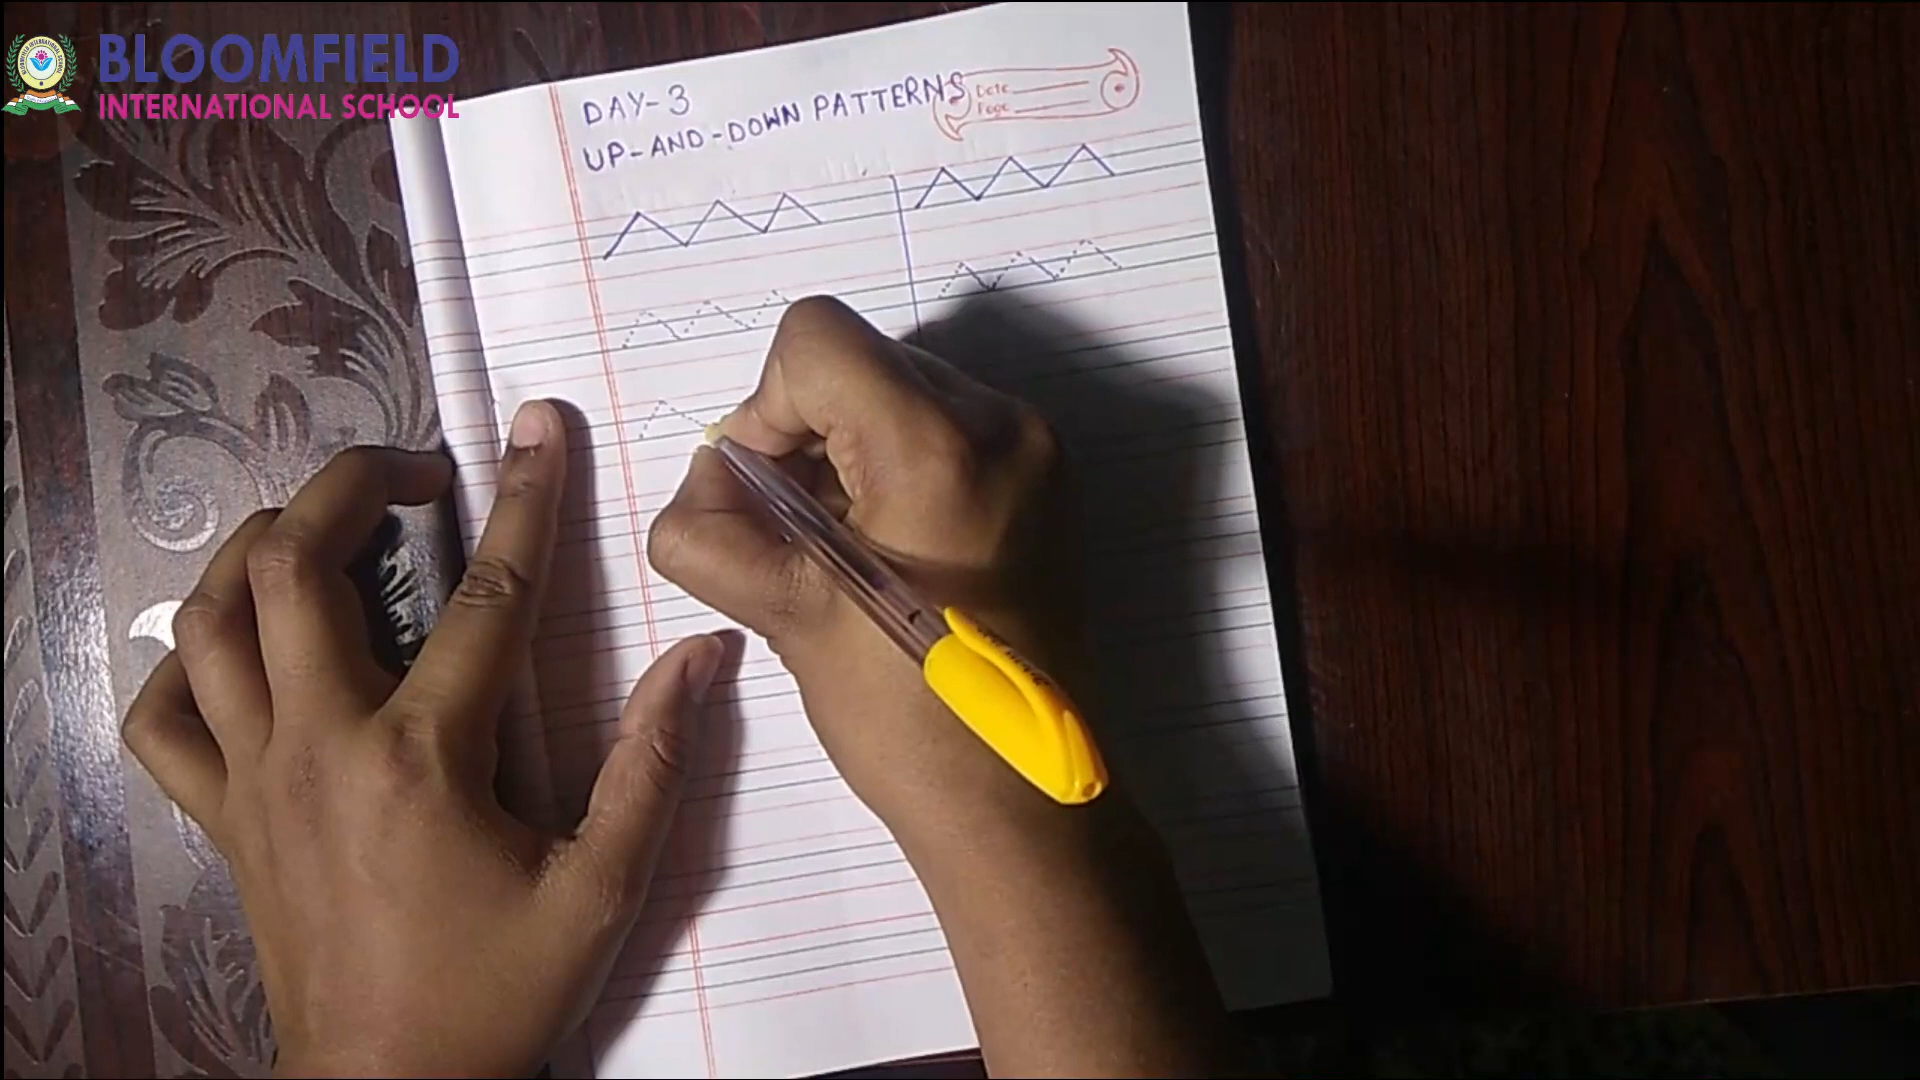 BLOOMFIELD
INTERNATIONAL SCHOOL
DAY-3
UP-AND-DOWN PATTERNS
Date
Page